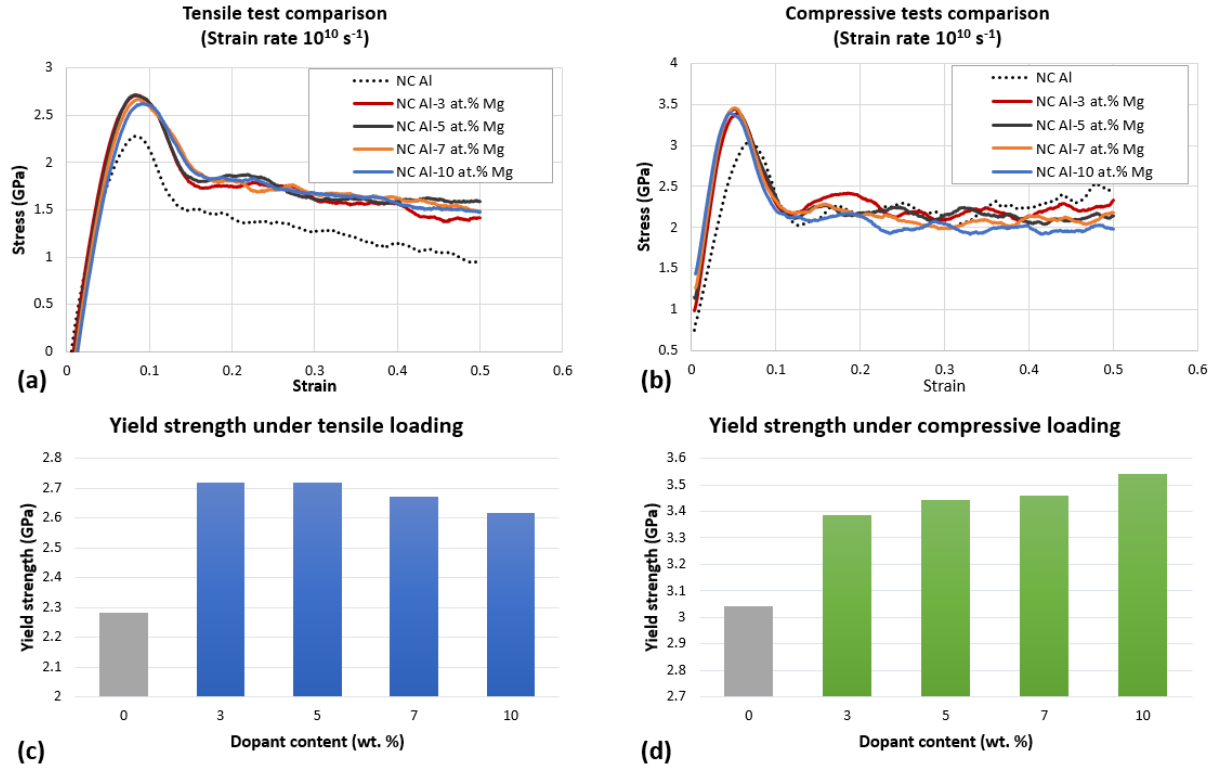 Tensile test comparison
(Strain rate 10¹⁰ s⁻¹)
3
2.5
2
1.5
1
0.5
0
Stress (GPa)
0 0.1 0.2 0.3 0.4 0.5 0.6
Strain
NC Al
NC Al-3 at.% Mg
NC Al-5 at.% Mg
NC Al-7 at.% Mg
NC Al-10 at.% Mg
(a)
Compressive tests comparison
(Strain rate 10¹⁰ s⁻¹)
4
3.5
3
2.5
2
1.5
1
0.5
Stress (GPa)
0 0.1 0.2 0.3 0.4 0.5 0.6
Strain
NC Al
NC Al-3 at.% Mg
NC Al-5 at.% Mg
NC Al-7 at.% Mg
NC Al-10 at.% Mg
(b)
Yield strength under tensile loading
2.8
2.7
2.6
2.5
2.4
2.3
2.2
2.1
2
Yield strength (GPa)
0 3 5 7 10
Dopant content (wt. %)
(c)
Yield strength under compressive loading
3.6
3.5
3.4
3.3
3.2
3.1
3
2.9
2.8
2.7
Yield strength (GPa)
0 3 5 7 10
Dopant content (wt. %)
(d)